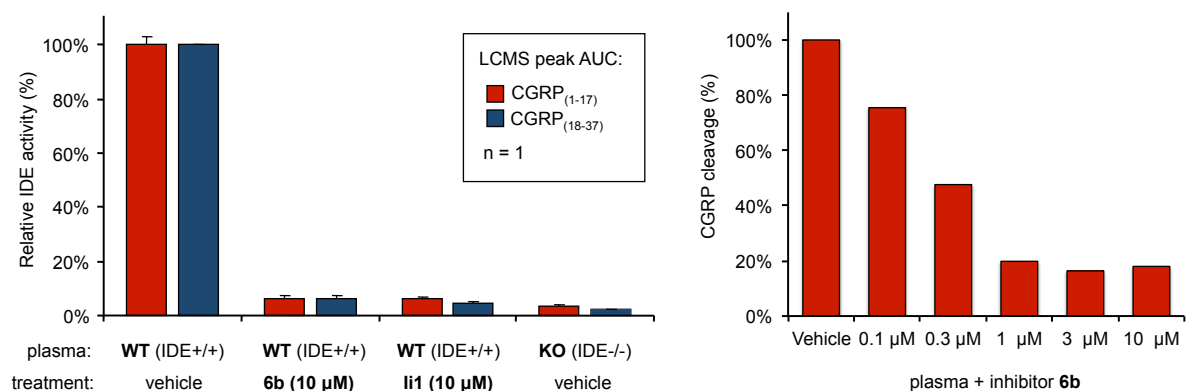 Relative IDE activity (%)
100%
80%
60%
40%
20%
0%
LCMS peak AUC:
CGRP(1-17)
CGRP(18-37)
n = 1
plasma: WT (IDE+/+) WT (IDE+/+) WT (IDE+/+) KO (IDE-/-)
treatment: vehicle 6b (10 μM) Ii1 (10 μM) vehicle
CGRP cleavage (%)
100%
80%
60%
40%
20%
0%
Vehicle 0.1 μM 0.3 μM 1 μM 3 μM 10 μM
plasma + inhibitor 6b